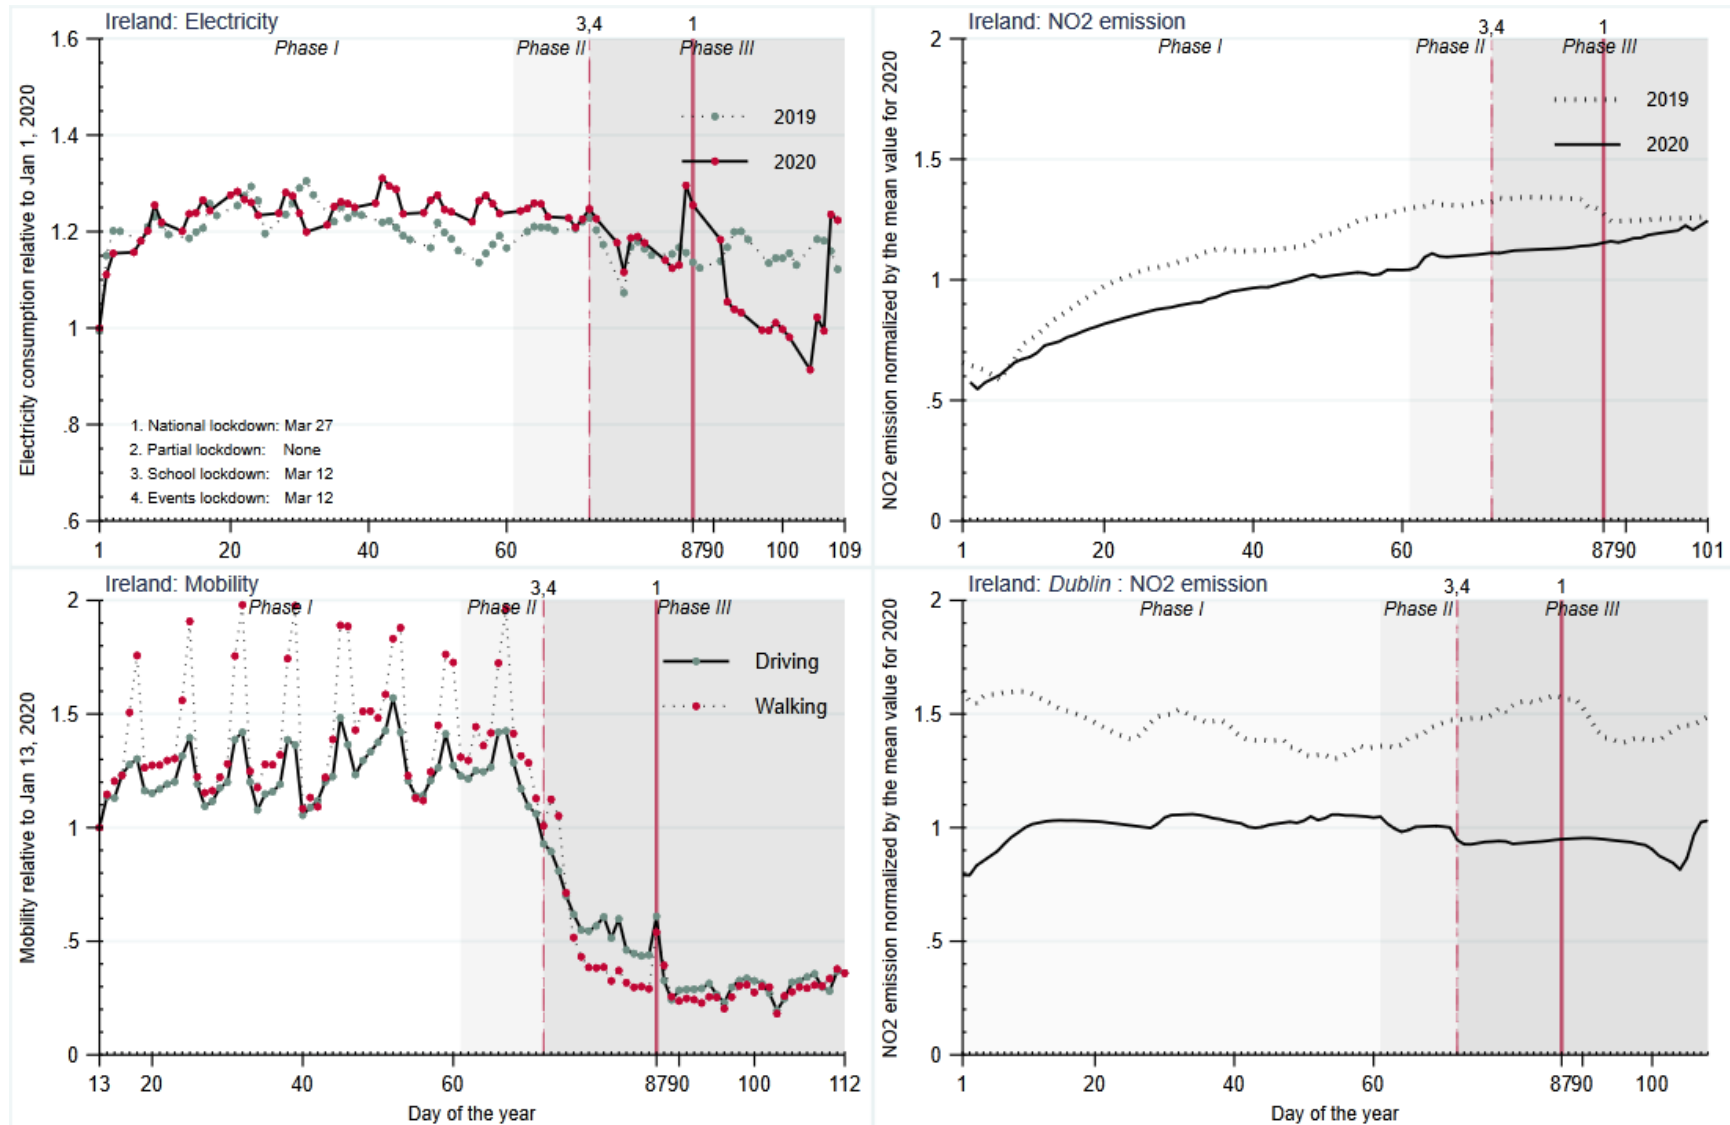 Ireland: Electricity
3,4
1
Phase I
Phase II
Phase III
1.6
1.4
1.2
1
.8
.6
Electricity consumption relative to Jan 1, 2020
2019
2020
1. National lockdown: Mar 27
2. Partial lockdown: None
3. School lockdown: Mar 12
4. Events lockdown: Mar 12
1 20 40 60 8790 100 109
Ireland: NO2 emission
3,4
1
Phase I
Phase II
Phase III
2
1.5
1
.5
0
NO2 emission normalized by the mean value for 2020
2019
2020
1 20 40 60 8790 101
Ireland: Mobility
3,4
1
Phase I
Phase II
Phase III
2
1.5
1
.5
0
Mobility relative to Jan 13, 2020
Driving
Walking
13 20 40 60 8790 100 112
Day of the year
Ireland: Dublin : NO2 emission
3,4
1
Phase I
Phase II
Phase III
2
1.5
1
.5
0
NO2 emission normalized by the mean value for 2020
1 20 40 60 8790 100
Day of the year